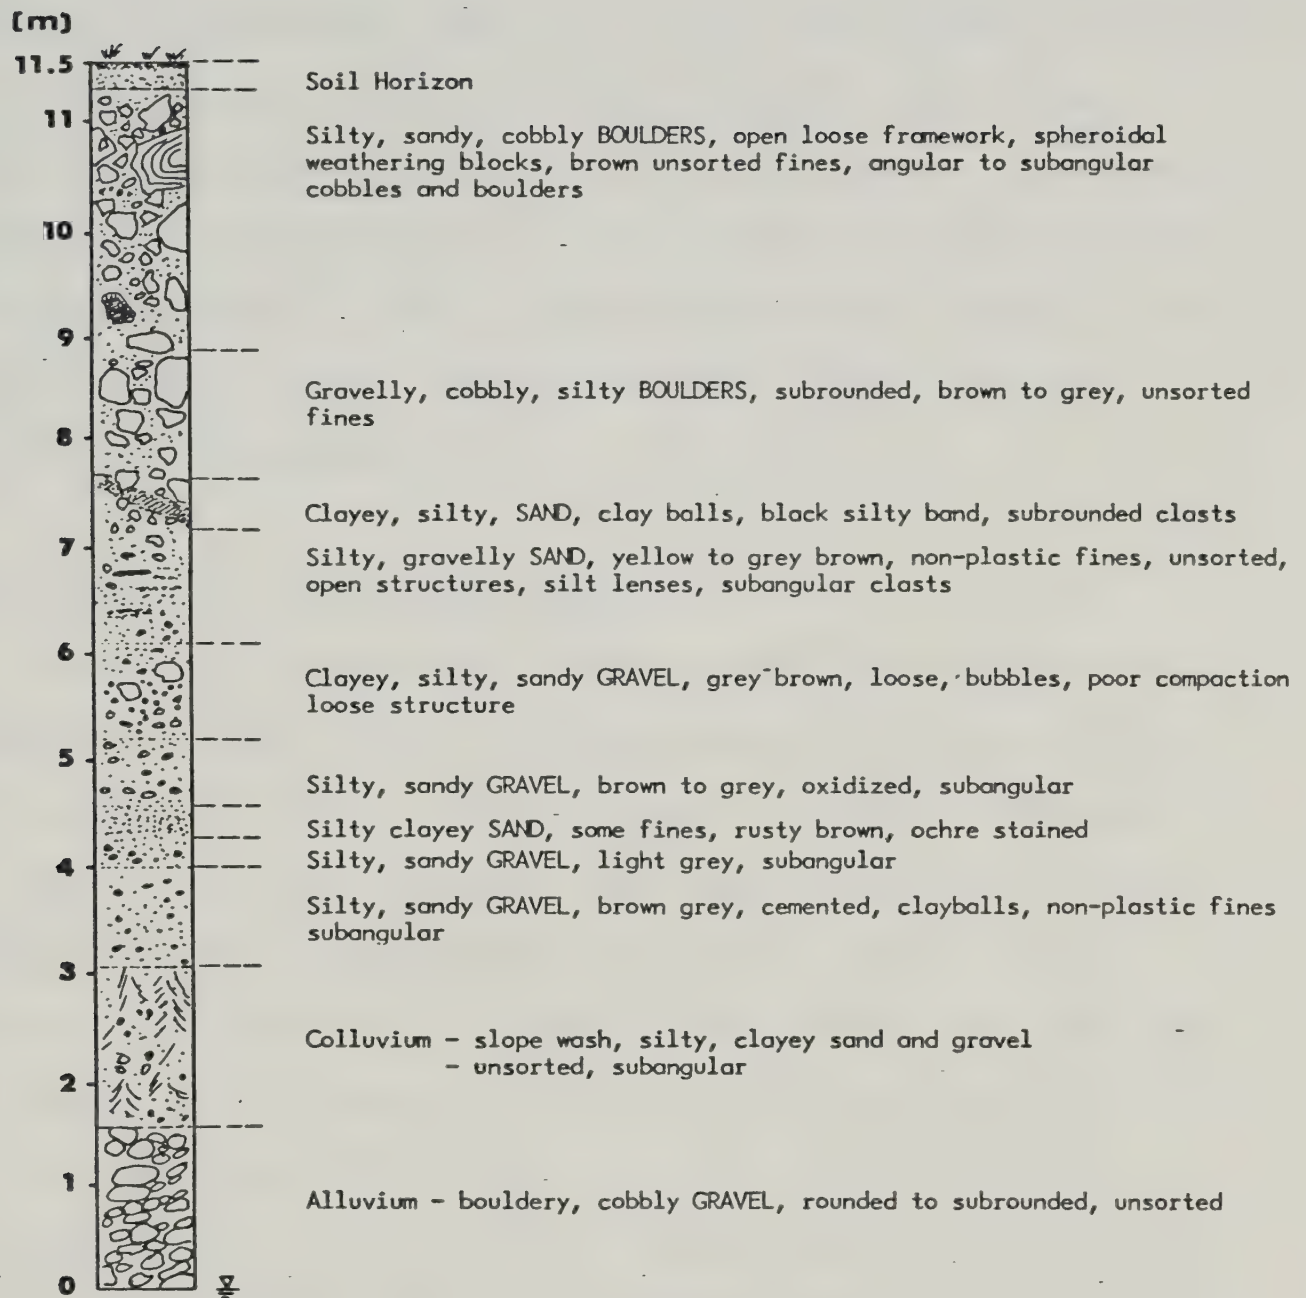 [m]
11.5
Soil Horizon
11
Silty, sandy, cobbly BOULDERS, open loose framework, spheroidal
weathering blocks, brown unsorted fines, angular to subangular
cobbles and boulders
10
9
Gravelly, cobbly, silty BOULDERS, subrounded, brown to grey, unsorted
fines
8
Clayey, silty, SAND, clay balls, black silty band, subrounded clasts
7
Silty, gravelly SAND, yellow to grey brown, non-plastic fines, unsorted,
open structures, silt lenses, subangular clasts
6
Clayey, silty, sandy GRAVEL, grey brown, loose, bubbles, poor compaction
loose structure
5
Silty, sandy GRAVEL, brown to grey, oxidized, subangular
Silty clayey SAND, some fines, rusty brown, ochre stained
4
Silty, sandy GRAVEL, light grey, subangular
Silty, sandy GRAVEL, brown grey, cemented, clayballs, non-plastic fines
subangular
3
Colluvium - slope wash, silty, clayey sand and gravel
- unsorted, subangular
2
1
Alluvium - bouldery, cobbly GRAVEL, rounded to subrounded, unsorted
0